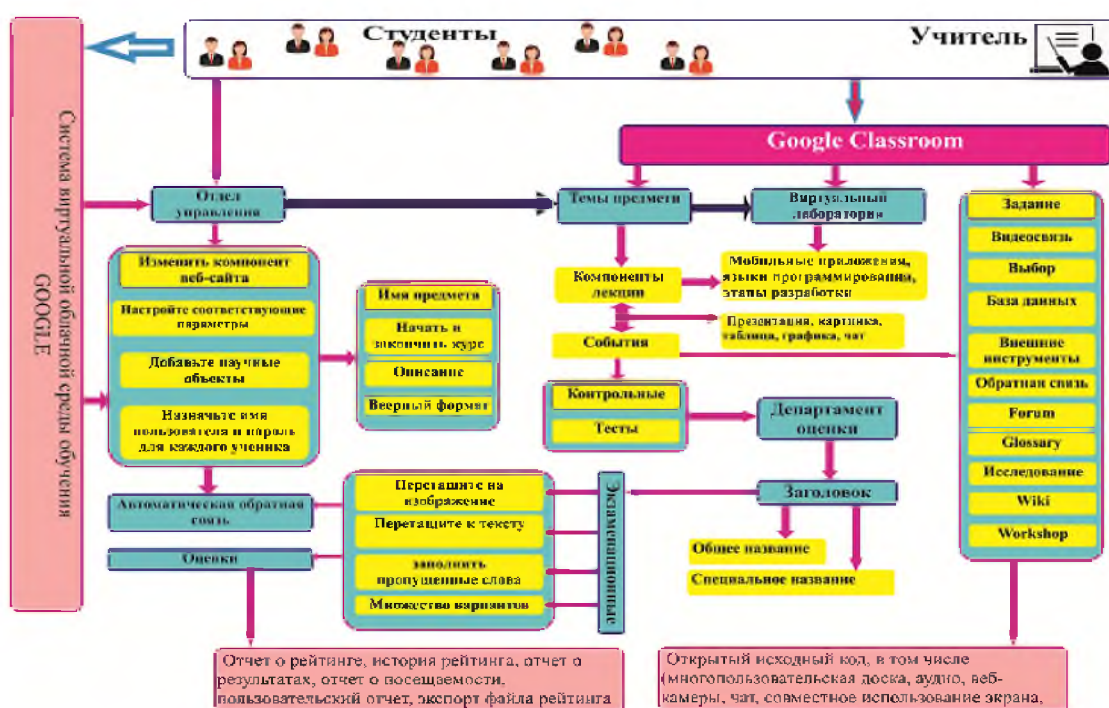 Студенты
Учитель
Google Classroom
Система виртуальной облачной среды обучения
GOOGLE
Отдел
управления
Темы предмети
Виртуальный
лаборатории
Задание
Видеосвязь
Выбор
База данных
Внешние
инструменты
Обратная связь
Forum
Glossary
Исследование
Wiki
Workshop
Изменить компонент
веб-сайта
Настройте соответствующие
параметры
Добавьте научные
объекты
Назначьте имя
пользователя и пароль
для каждого ученика
Имя предмета
Начать и
закончить курс
Описание
Веерный формат
Компоненты
лекции
Мобильные приложения,
языки программирования,
этапы разработки
События
Презентация, картинка,
таблица, графика, чат
Контрольные
Тесты
Департамент
оценки
Заголовок
Общее название
Специальное название
Автоматическая обратная
связь
Оценки
Перетащите на
изображение
Перетащите к тексту
заполнить
пропущенные слова
Множество вариантов
Экзаменационные
Отчет о рейтинге, история рейтинга, отчет о
результатах, отчет о посещаемости,
пользовательский отчет, экспорт файла рейтинга
Открытый исходный код, в том числе
(многопользовательская доска, аудио, веб-
камеры, чат, совместное использование экрана,